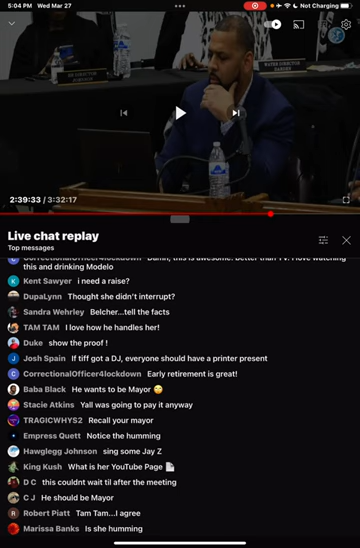 5:04 PM Wed Mar 27
Not Charging
WATER DIRECTOR
2:39:33 / 3:32:17
Live chat replay
Top messages
CorrectionalOfficer4lockdown Damn, this is awesome. Better than TV. I love watching
this and drinking Modelo
Kent Sawyer i need a raise?
DupaLynn Thought she didn't interrupt?
Sandra Wehrley Belcher...tell the facts
TAM TAM I love how he handles her!
Duke show the proof !
Josh Spain If tiff got a DJ, everyone should have a printer present
CorrectionalOfficer4lockdown Early retirement is great!
Baba Black He wants to be Mayor
Stacie Atkins Yall was going to pay it anyway
TRAGICWHYS2 Recall your mayor
Empress Quett Notice the humming
Hawglegg Johnson sing some Jay Z
King Kush What is her YouTube Page
D C this couldnt wait til after the meeting
C J He should be Mayor
Robert Piatt Tam Tam...I agree
Marissa Banks Is she humming